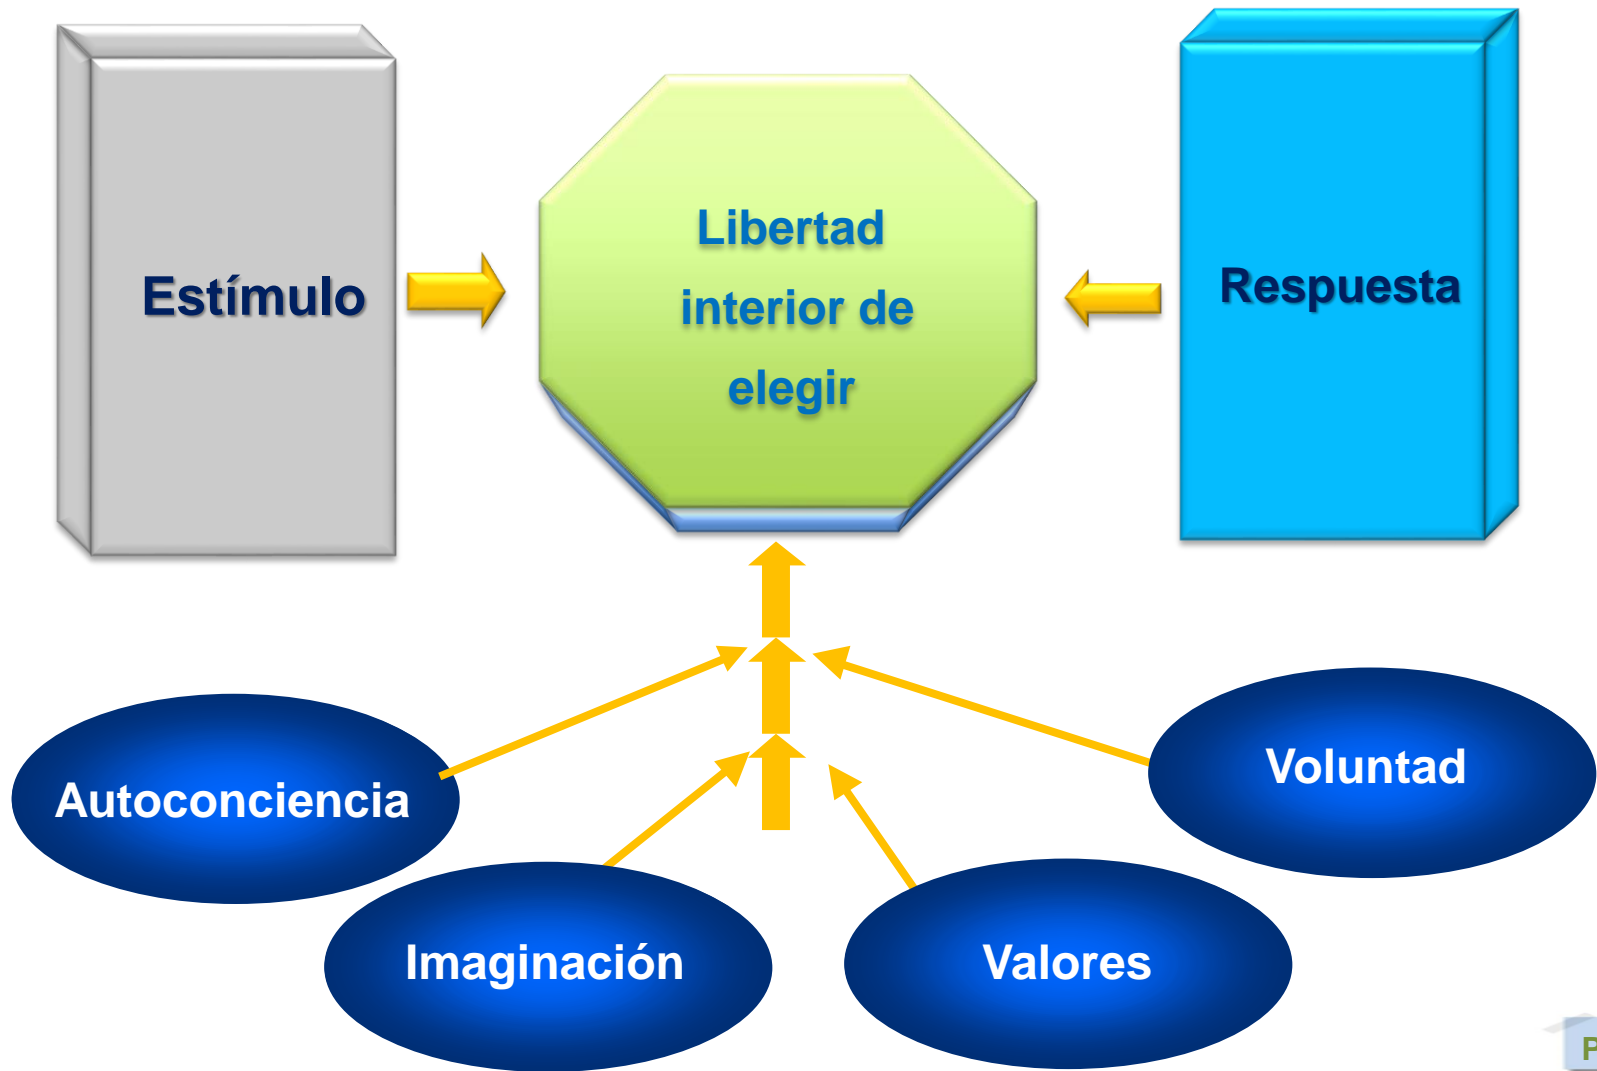 Estímulo
Libertad
interior de
elegir
Respuesta
Autoconciencia
Imaginación
Valores
Voluntad
P